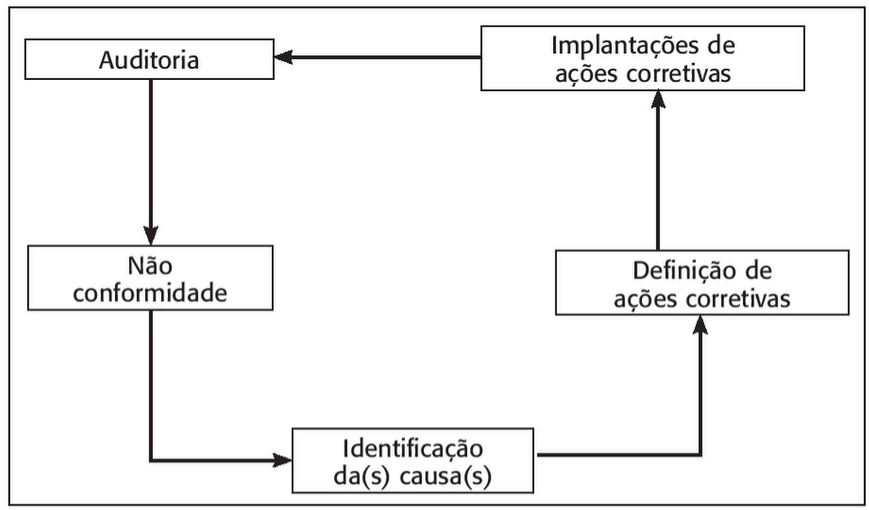 Auditoria
Implantações de
ações corretivas
Não
conformidade
Definição de
ações corretivas
Identificação
da(s) causa(s)